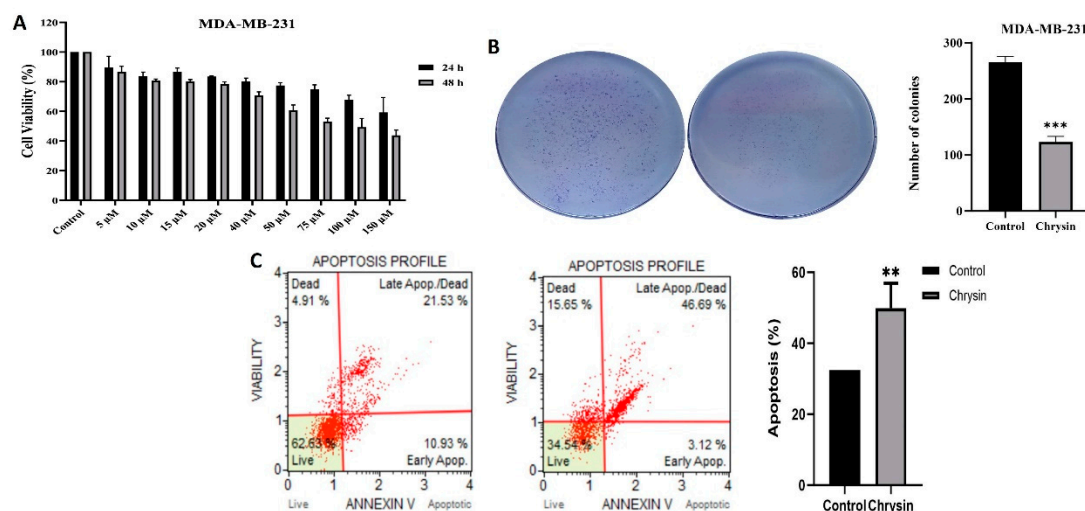 A
MDA-MB-231
Cell Viability (%)
120
100
80
60
40
20
0
24 h
48 h
Control
5 µM
10 µM
15 µM
20 µM
40 µM
50 µM
75 µM
100 µM
150 µM
B
MDA-MB-231
Number of colonies
300
200
100
0
***
Control
Chrysin
C
APOPTOSIS PROFILE
VIABILITY
4
3
2
1
0
Dead
4.91 %
Late Apop./Dead
21.53 %
62.63 %
Live
10.93 %
Early Apop.
0
1
2
3
4
Live
ANNEXIN V
Apoptotic
APOPTOSIS PROFILE
VIABILITY
4
3
2
1
0
Dead
15.65 %
Late Apop./Dead
46.69 %
34.54 %
Live
3.12 %
Early Apop.
0
1
2
3
4
Live
ANNEXIN V
Apoptotic
Apoptosis (%)
60
40
20
0
**
Control
Chrysin
Control
Chrysin